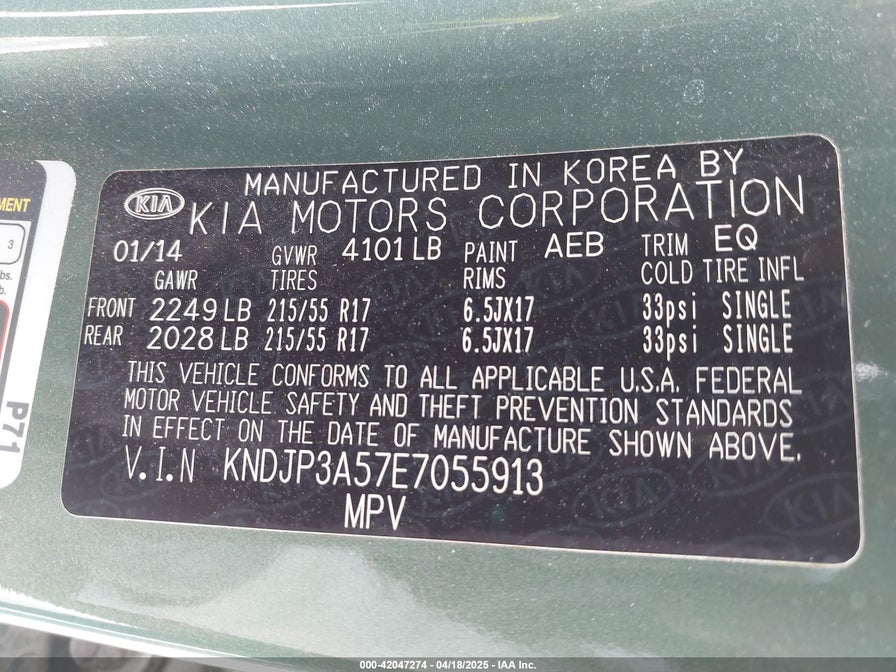 MENT
3
bs.
b.
P71
MANUFACTURED IN KOREA BY
KIA KIA MOTORS CORPORATION
01/14 GVWR 4101 LB PAINT AEB TRIM EQ
GAWR TIRES RIMS COLD TIRE INFL
FRONT 2249 LB 215/55 R17 6.5JX17 33psi SINGLE
REAR 2028 LB 215/55 R17 6.5JX17 33psi SINGLE
THIS VEHICLE CONFORMS TO ALL APPLICABLE U.S.A. FEDERAL
MOTOR VEHICLE SAFETY AND THEFT PREVENTION STANDARDS
IN EFFECT ON THE DATE OF MANUFACTURE SHOWN ABOVE.
V.I.N KNDJP3A57E7055913
MPV
000-42047274 - 04/18/2025 - IAA Inc.